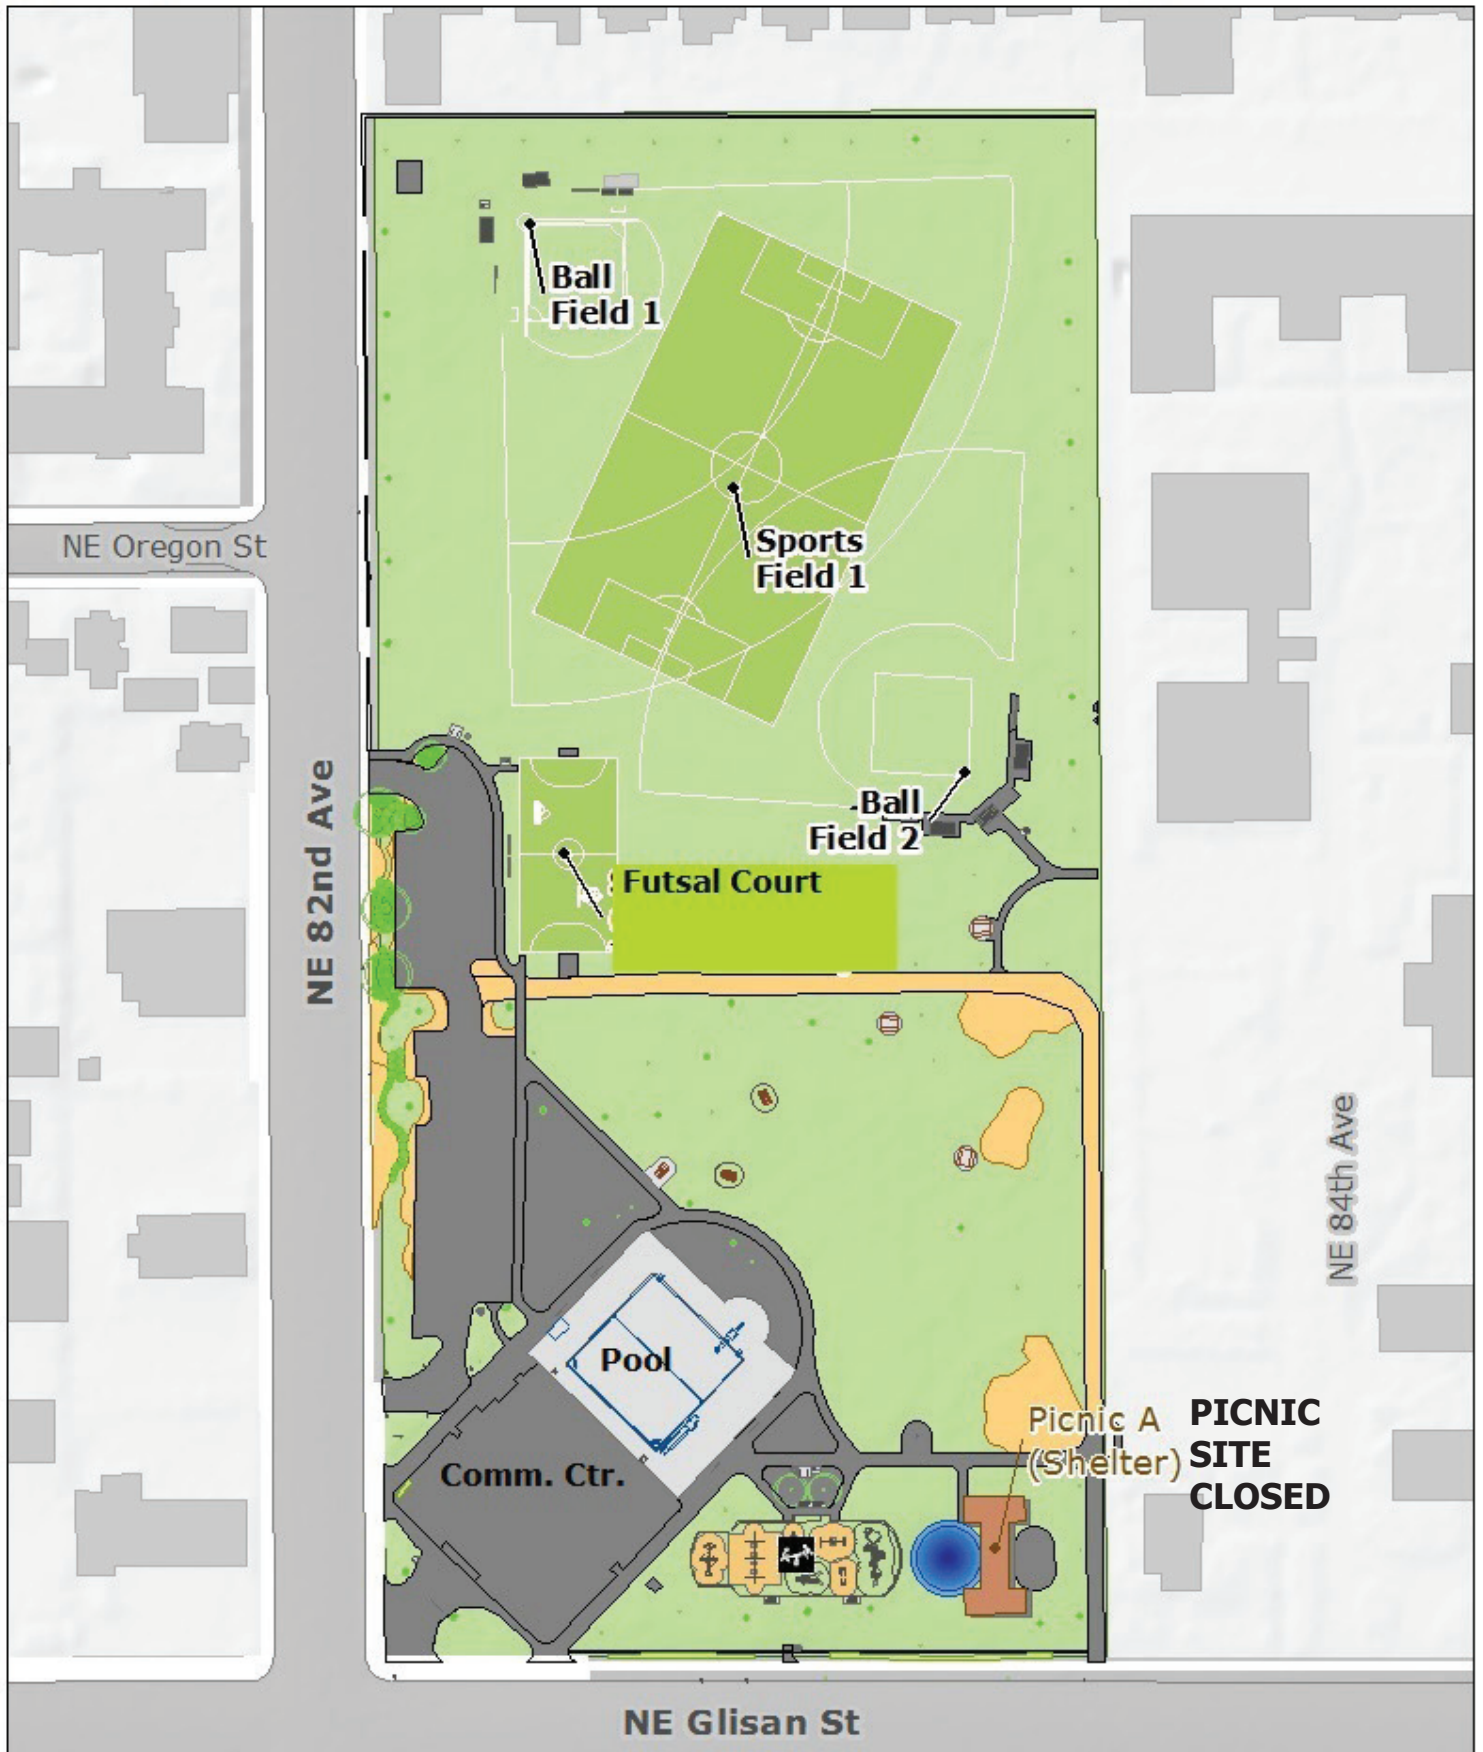 Ball
Field 1
Sports
Field 1
NE Oregon St
NE 82nd Ave
Ball
Field 2
Futsal Court
NE 84th Ave
Pool
Picnic A
(Shelter)
PICNIC
SITE
CLOSED
Comm. Ctr.
NE Glisan St